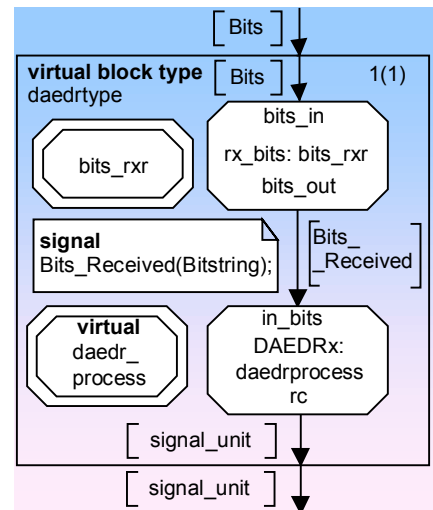 Bits
virtual block type
daedrtype
Bits
1(1)
bits_rxr
bits_in
rx_bits: bits_rxr
bits_out
signal
Bits_Received(Bitstring);
Bits_
_Received
virtual
daedr_
process
in_bits
DAEDRx:
daedrprocess
rc
signal_unit
signal_unit